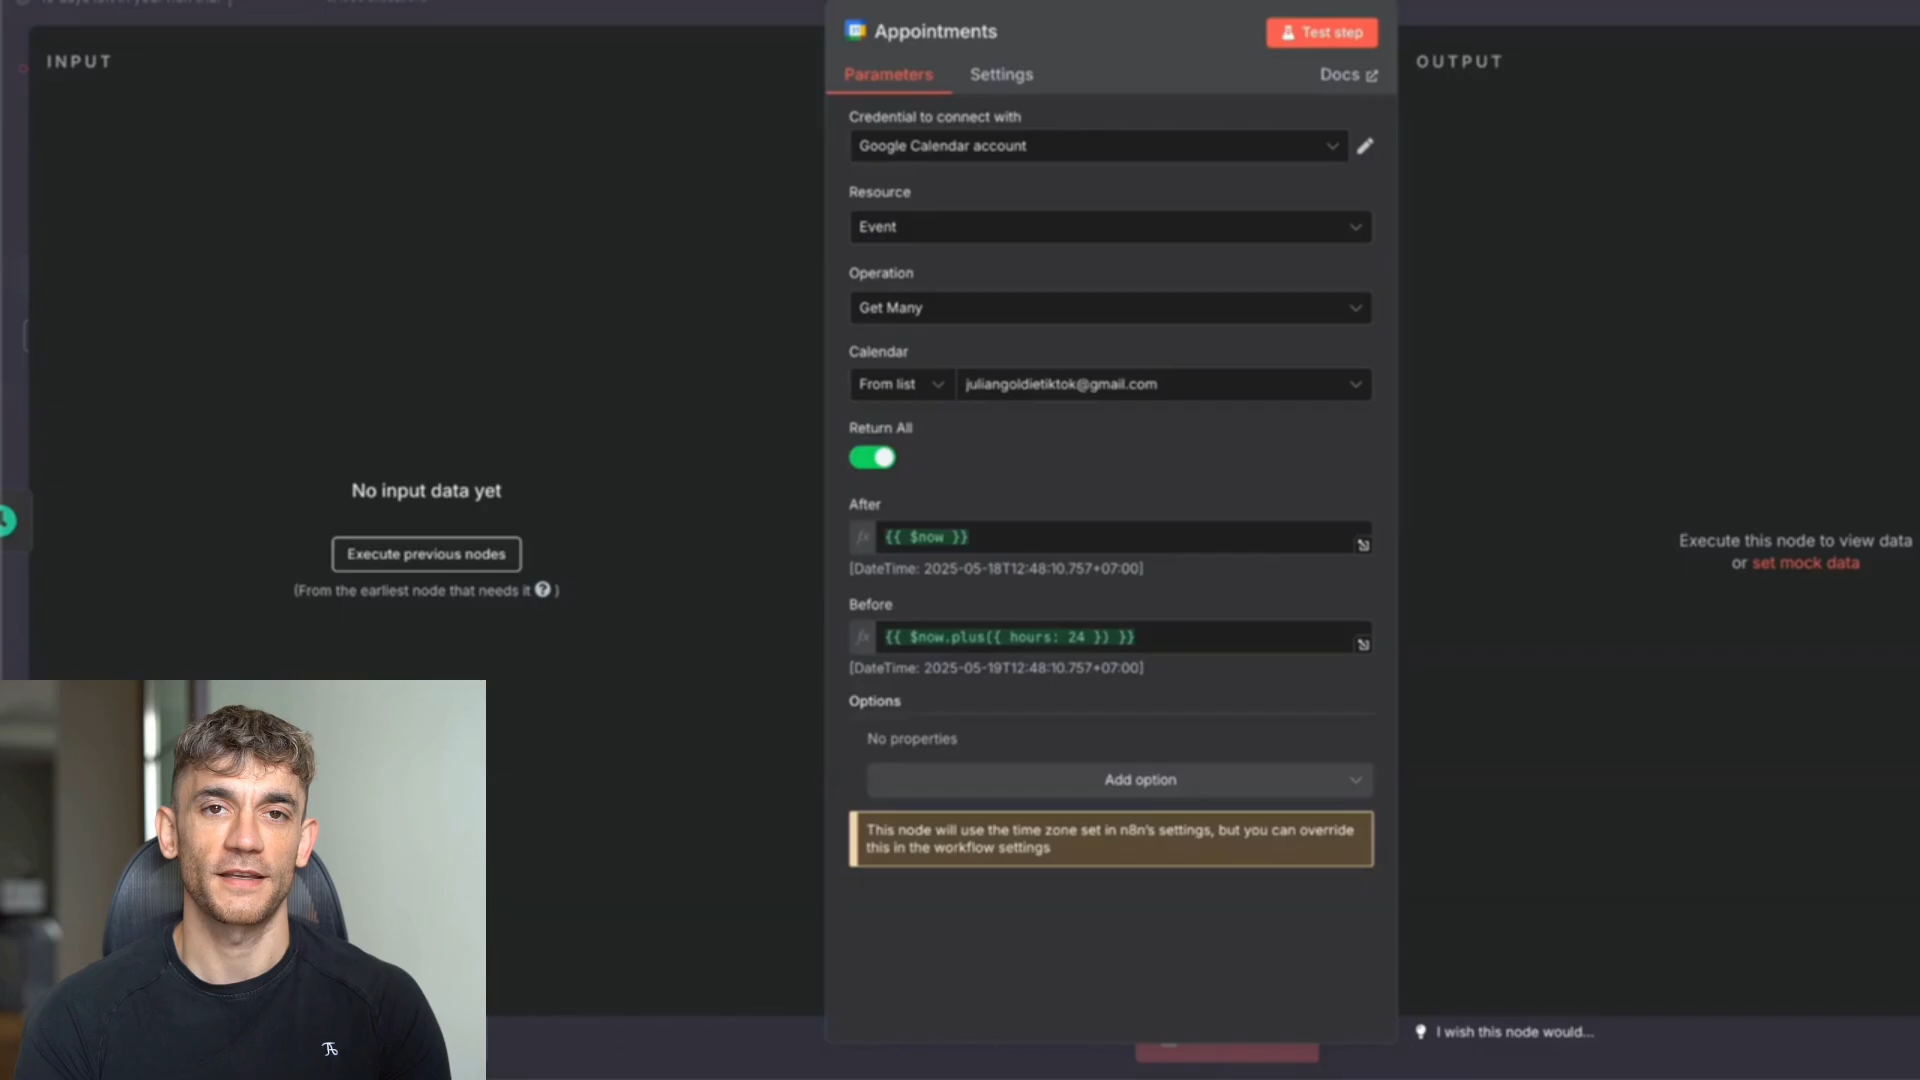 INPUT
No input data yet
Execute previous nodes
(From the earliest node that needs it ? )
Appointments
Test step
Parameters
Settings
Docs
Credential to connect with
Google Calendar account
Resource
Event
Operation
Get Many
Calendar
From list
juliangoldietiktok@gmail.com
Return All
After
fx {{ $now }}
[DateTime: 2025-05-18T12:48:10.757+07:00]
Before
fx {{ $now.plus({ hours: 24 }) }}
[DateTime: 2025-05-19T12:48:10.757+07:00]
Options
No properties
Add option
This node will use the time zone set in n8n's settings, but you can override
this in the workflow settings
OUTPUT
Execute this node to view data
or set mock data
I wish this node would...